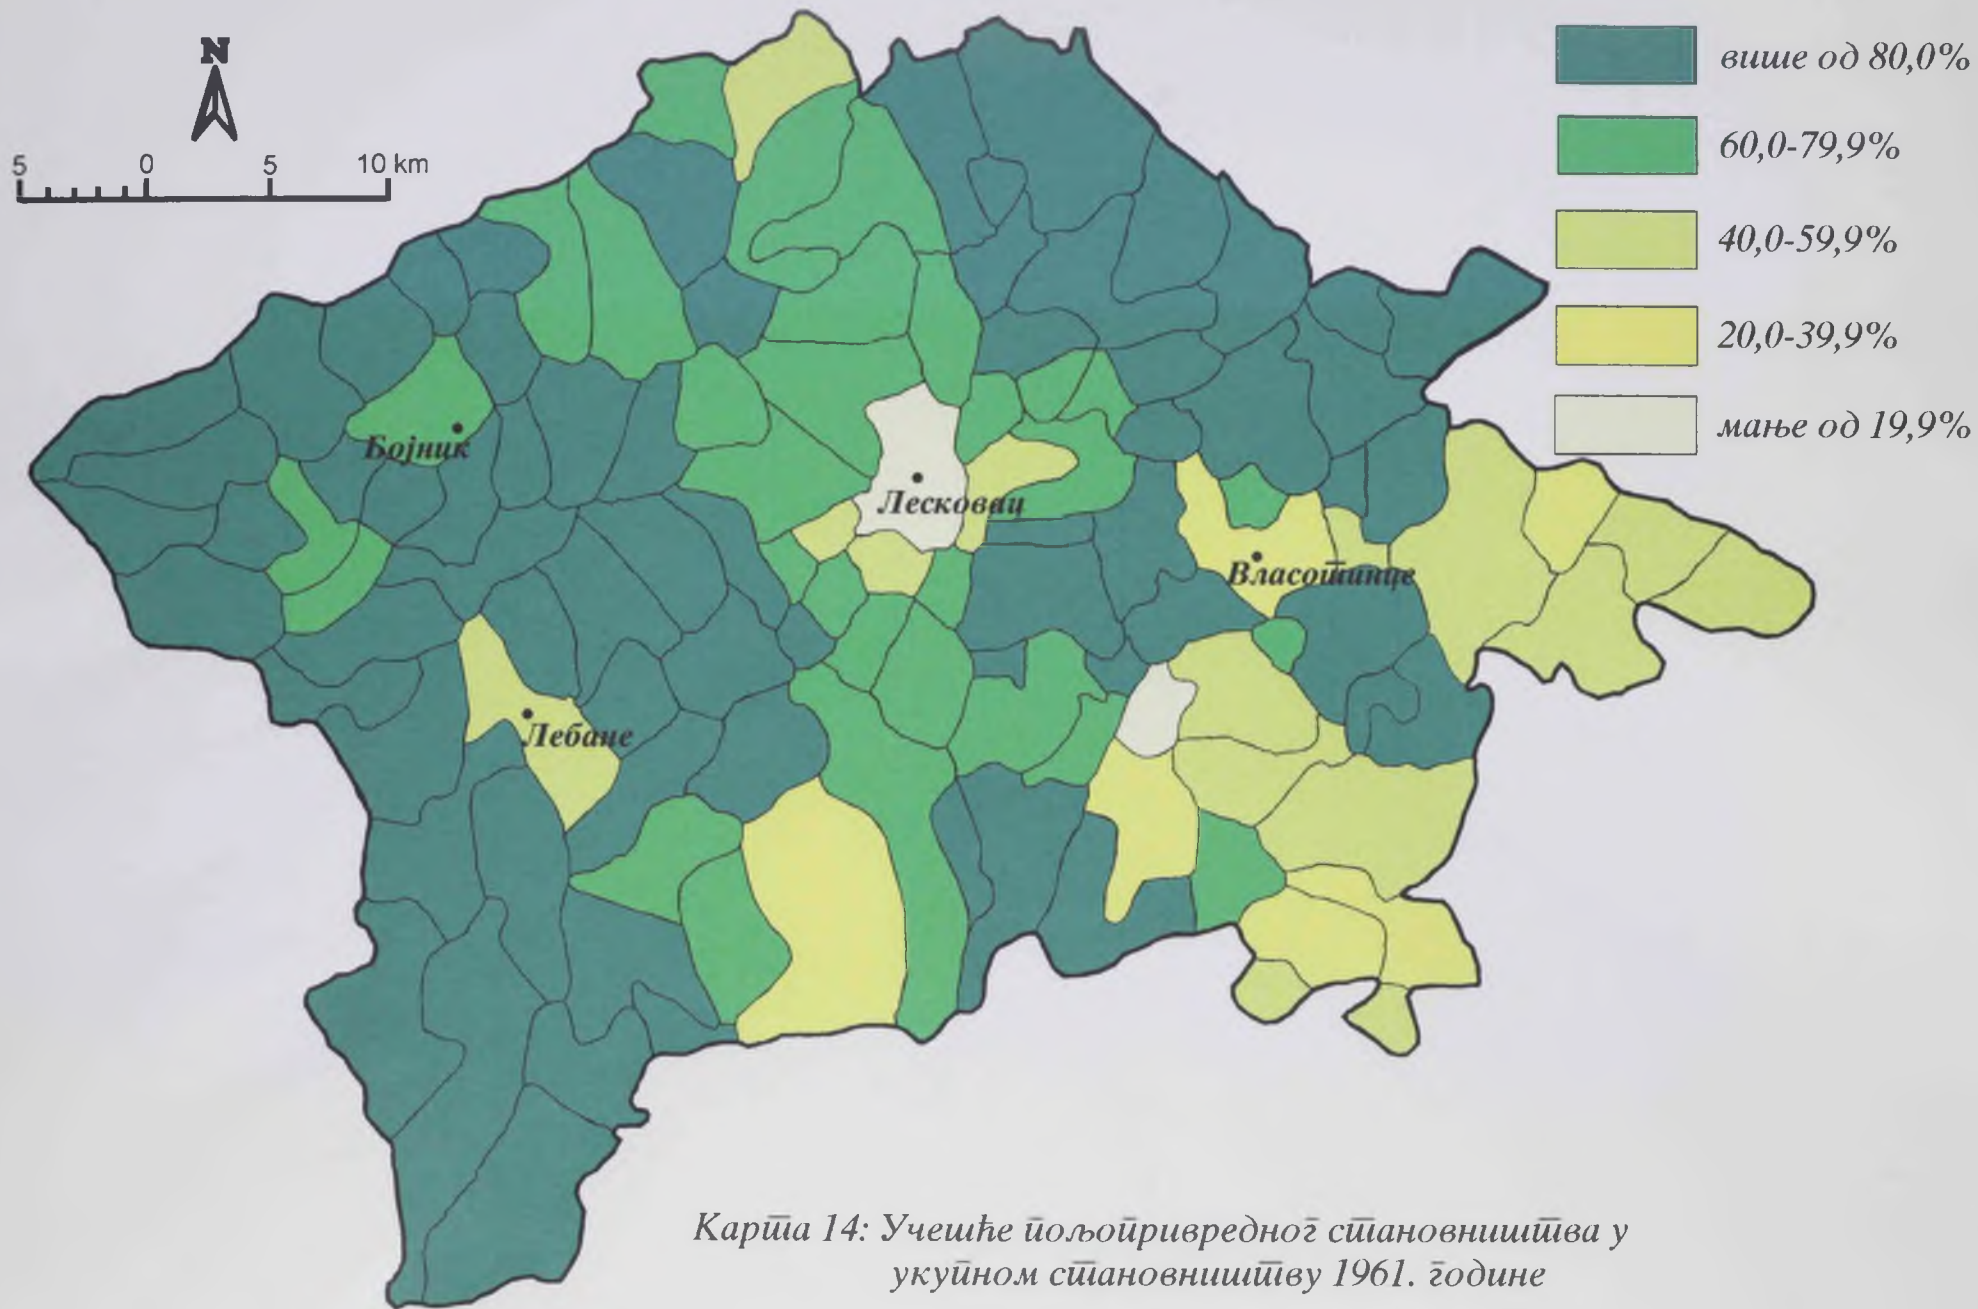 N
5 0 5 10 km
више од 80,0%
60,0-79,9%
40,0-59,9%
20,0-39,9%
мање од 19,9%
Бојник
Лесковац
Власотинце
Лебане
Карта 14: Учешће пољопривредног становништва у
укупном становништву 1961. године